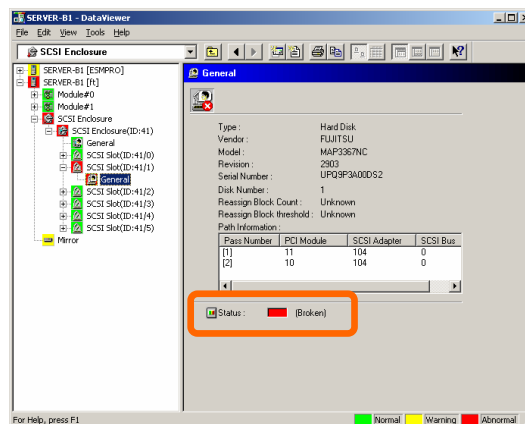 SERVER-B1 - DataViewer
File Edit View Tools Help
SCSI Enclosure
SERVER-B1 [ESMPRO]
SERVER-B1 [ft]
Module#0
Module#1
SCSI Enclosure
SCSI Enclosure(ID:41)
General
SCSI Slot(ID:41/0)
SCSI Slot(ID:41/1)
General
SCSI Slot(ID:41/2)
SCSI Slot(ID:41/3)
SCSI Slot(ID:41/4)
SCSI Slot(ID:41/5)
Mirror
General
Type : Hard Disk
Vendor : FUJITSU
Model : MAP3367NC
Revision : 2903
Serial Number : UPQ9P3A00DS2
Disk Number : 1
Reassign Block Count : Unknown
Reassign Block threshold : Unknown
Path Information :
Pass Number PCI Module SCSI Adapter SCSI Bus
[1] 11 104 0
[2] 10 104 0
Status : (Broken)
For Help, press F1
Normal Warning Abnormal